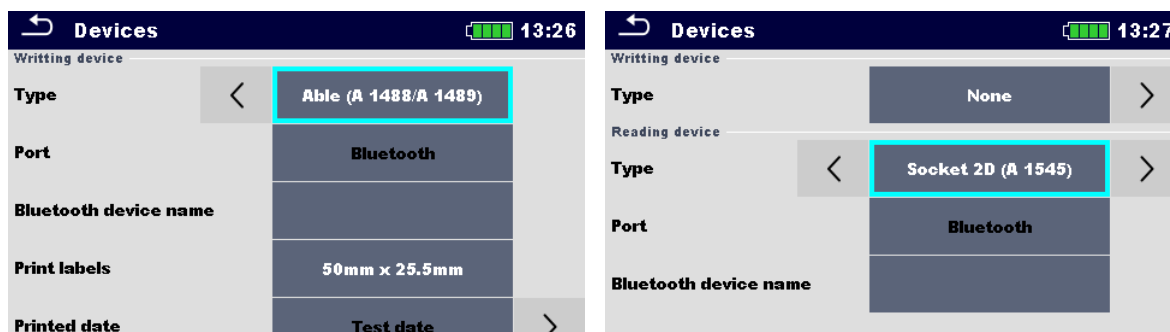 Devices 13:26
Writting device
Type Able (A 1488/A 1489)
Port Bluetooth
Bluetooth device name
Print labels 50mm x 25.5mm
Printed date Test date
Devices 13:27
Writting device
Type None
Reading device
Type Socket 2D (A 1545)
Port Bluetooth
Bluetooth device name